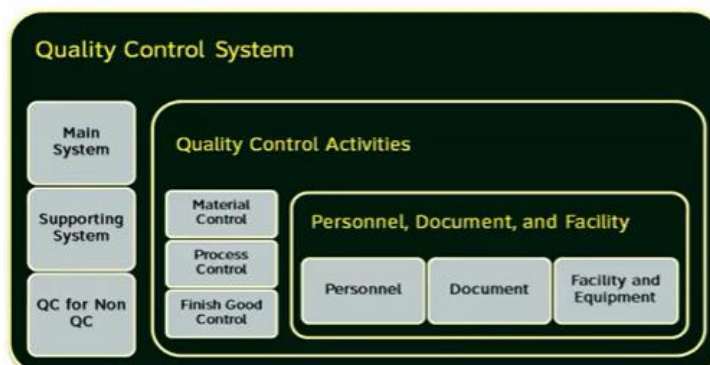 Quality Control System
Main
System
Supporting
System
QC for Non
QC
Quality Control Activities
Material
Control
Process
Control
Finish Good
Control
Personnel, Document, and Facility
Personnel
Document
Facility and
Equipment